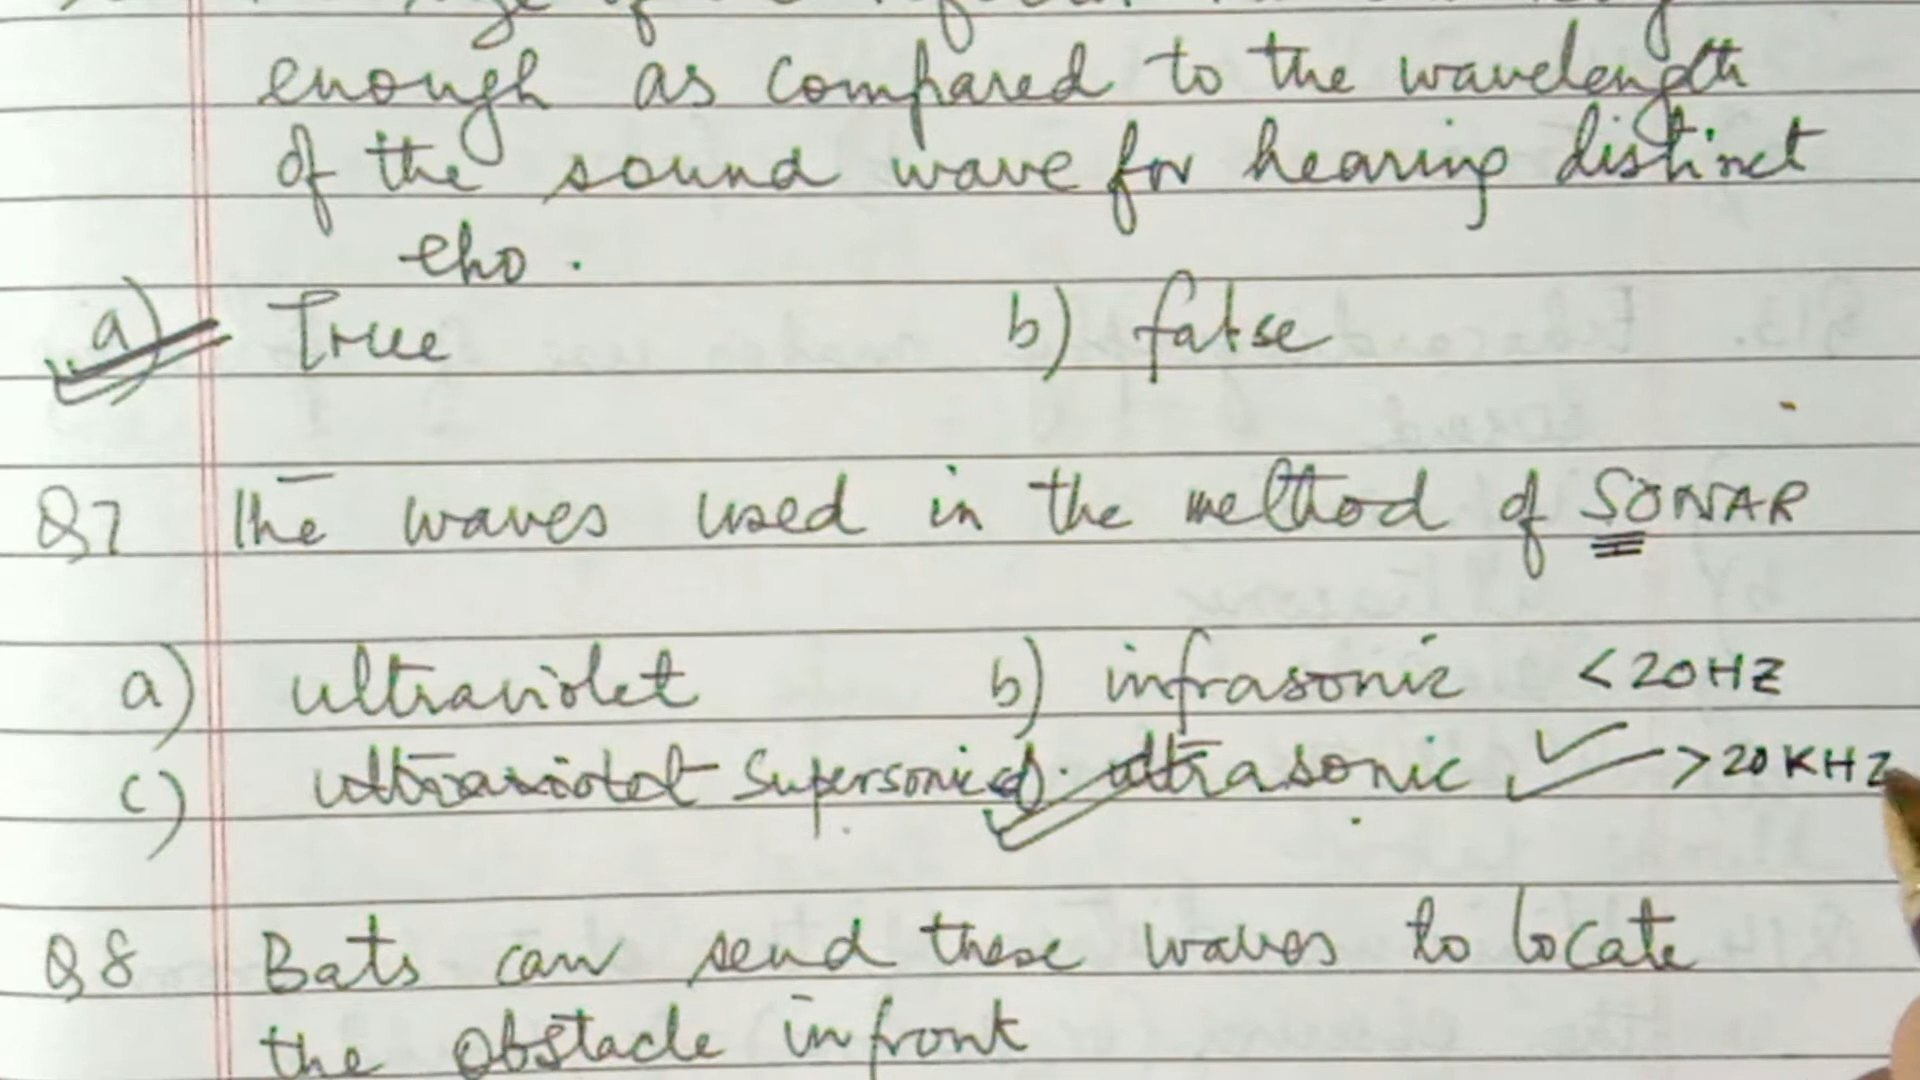 enough as compared to the wavelength
of the sound wave for hearing distinct
eho.
a) True b) false
Q7 The waves used in the method of SONAR
a) ultraviolet b) infrasonic <20HZ
c) ultraviolet Supersonic d). ultrasonic >20KHZ
Q8 Bats can send these waves to locate
the obstacle infront